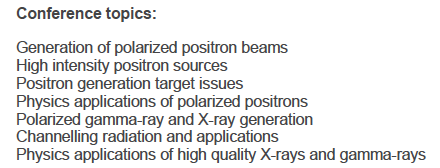 Conference topics:
Generation of polarized positron beams
High intensity positron sources
Positron generation target issues
Physics applications of polarized positrons
Polarized gamma-ray and X-ray generation
Channelling radiation and applications
Physics applications of high quality X-rays and gamma-rays